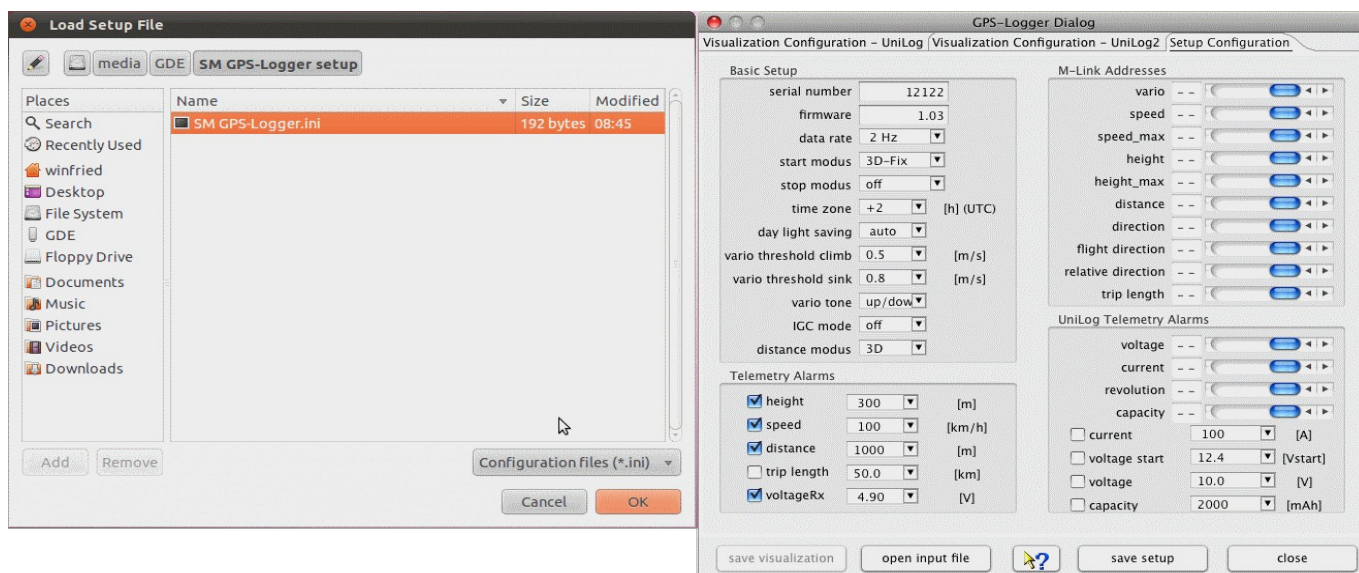 Load Setup File
media GDE SM GPS-Logger setup
Places
Search
Recently Used
winfried
Desktop
File System
GDE
Floppy Drive
Documents
Music
Pictures
Videos
Downloads
Name Size Modified
SM GPS-Logger.ini 192 bytes 08:45
Add Remove
Configuration files (*.ini)
Cancel OK
GPS-Logger Dialog
Visualization Configuration - UniLog Visualization Configuration - UniLog2 Setup Configuration
Basic Setup
serial number 12122
firmware 1.03
data rate 2 Hz
start modus 3D-Fix
stop modus off
time zone +2 [h] (UTC)
day light saving auto
vario threshold climb 0.5 [m/s]
vario threshold sink 0.8 [m/s]
vario tone up/dow
IGC mode off
distance modus 3D
Telemetry Alarms
height 300 [m]
speed 100 [km/h]
distance 1000 [m]
trip length 50.0 [km]
voltageRx 4.90 [V]
M-Link Addresses
vario - -
speed - -
speed_max - -
height - -
height_max - -
distance - -
direction - -
flight direction - -
relative direction - -
trip length - -
UniLog Telemetry Alarms
voltage - -
current - -
revolution - -
capacity - -
current 100 [A]
voltage start 12.4 [Vstart]
voltage 10.0 [V]
capacity 2000 [mAh]
save visualization open input file ? save setup close